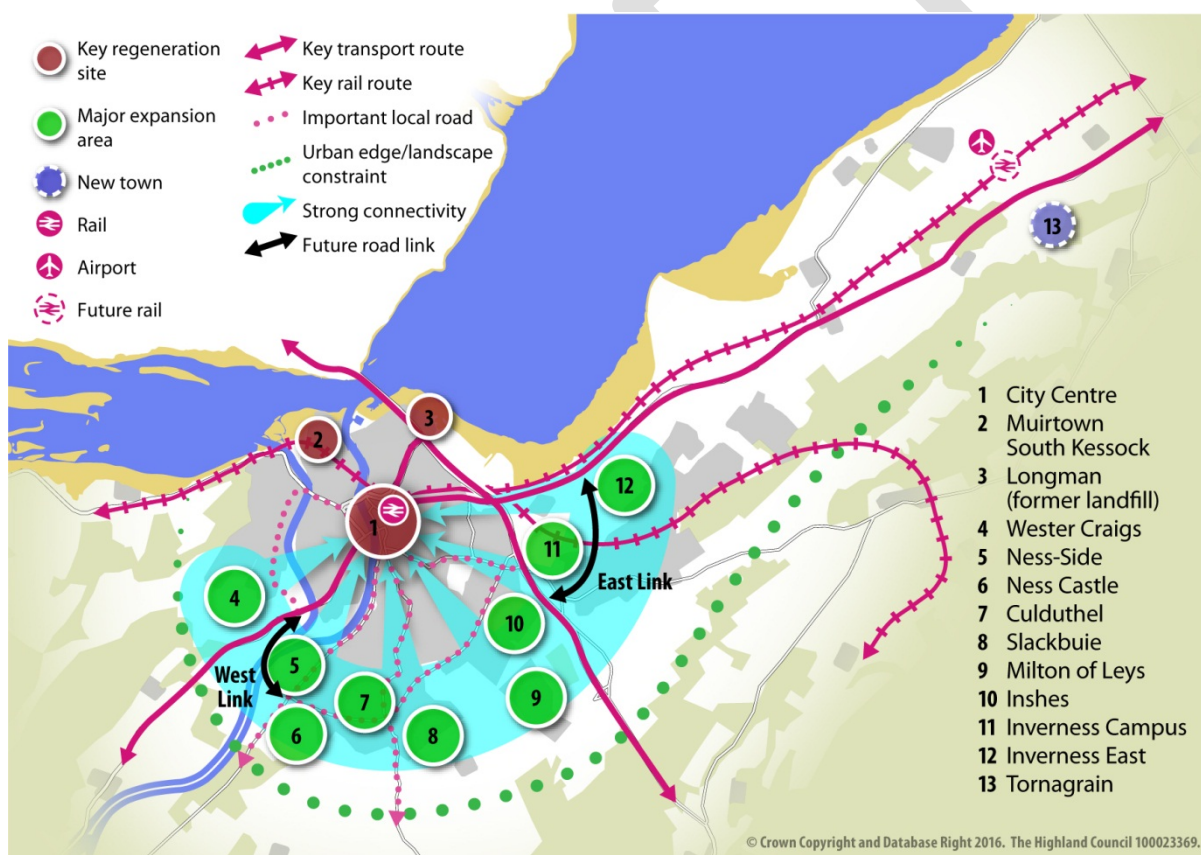 Key regeneration
site
Major expansion
area
New town
Rail
Airport
Future rail
Key transport route
Key rail route
Important local road
Urban edge/landscape
constraint
Strong connectivity
Future road link
13
3
2
1
12
11
East Link
4
10
5
West
Link
7
9
6
8
1 City Centre
2 Muirtown
South Kessock
3 Longman
(former landfill)
4 Wester Craigs
5 Ness-Side
6 Ness Castle
7 Culduthel
8 Slackbuie
9 Milton of Leys
10 Inshes
11 Inverness Campus
12 Inverness East
13 Tornagrain
© Crown Copyright and Database Right 2016. The Highland Council 100023369.